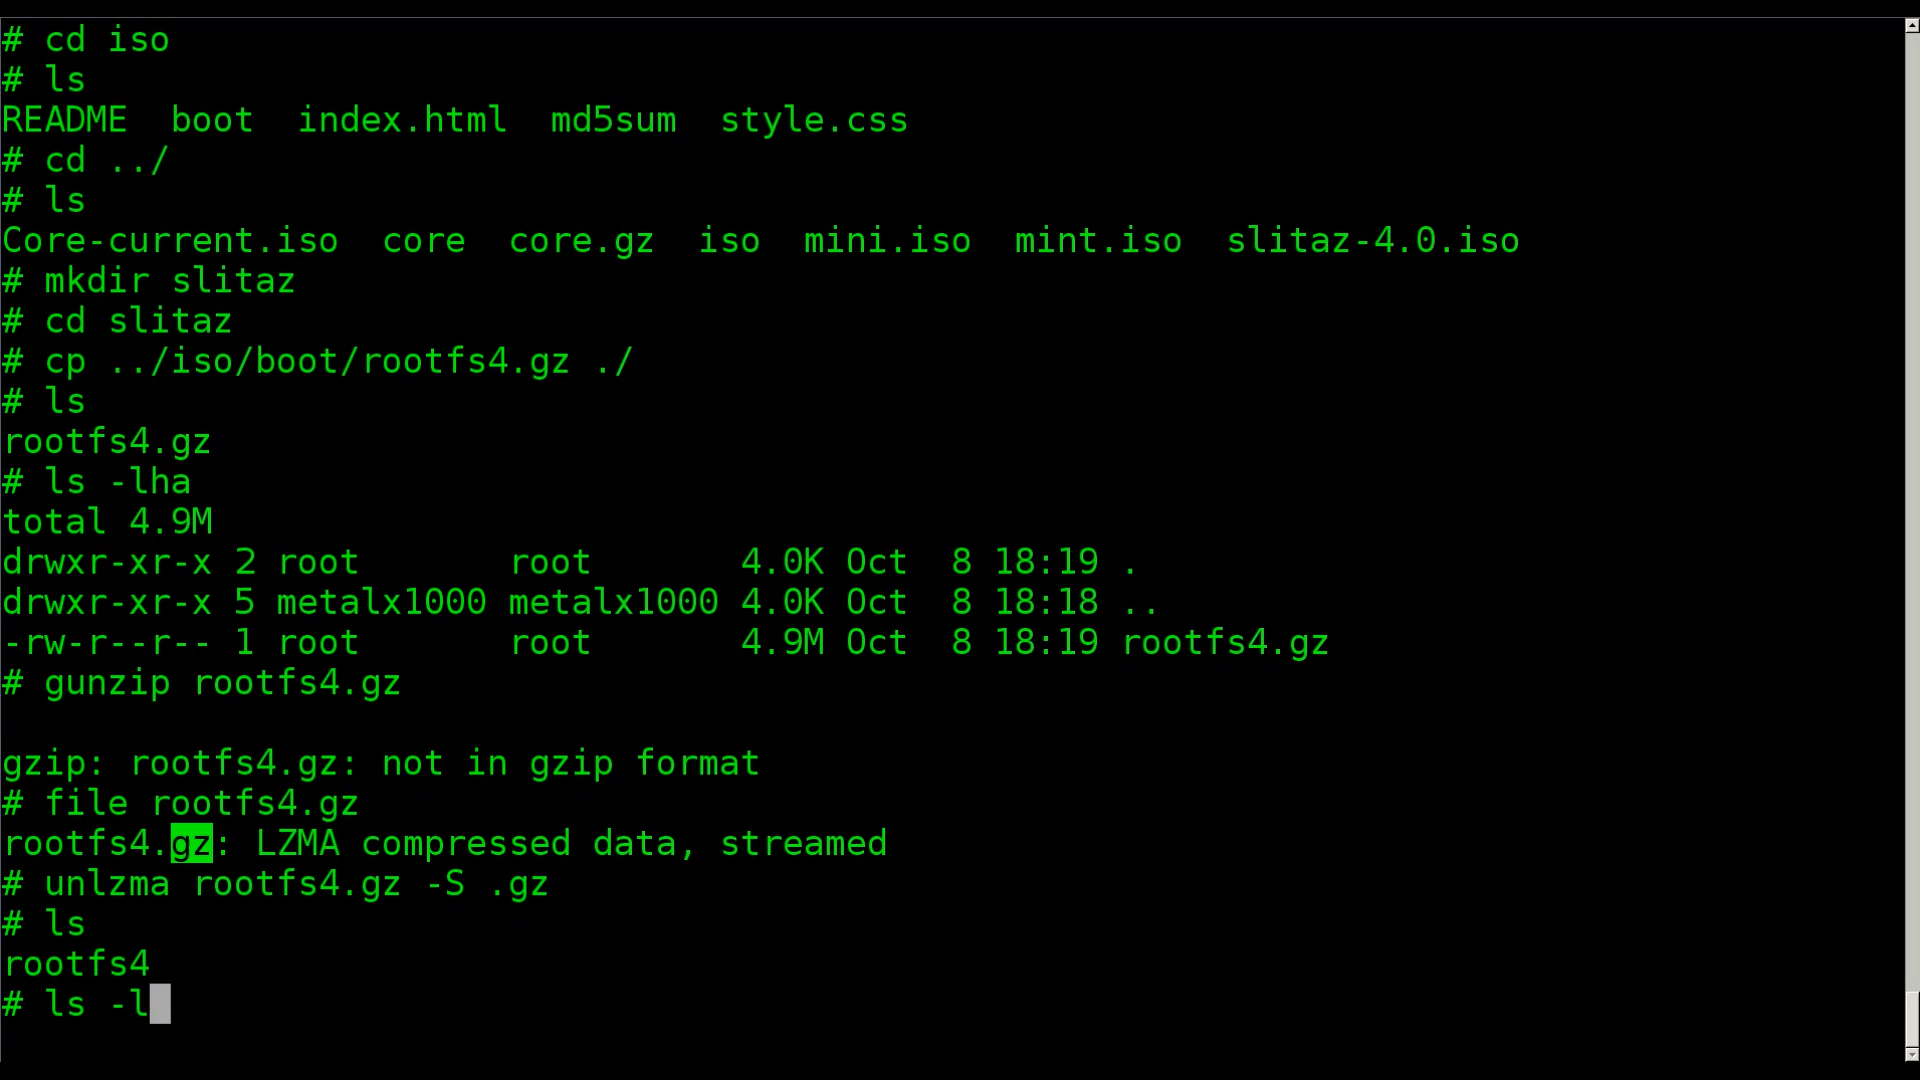 # cd iso
# ls
README  boot  index.html  md5sum  style.css
# cd ../
# ls
Core-current.iso  core  core.gz  iso  mini.iso  mint.iso  slitaz-4.0.iso
# mkdir slitaz
# cd slitaz
# cp ../iso/boot/rootfs4.gz ./
# ls
rootfs4.gz
# ls -lha
total 4.9M
drwxr-xr-x 2 root       root       4.0K Oct  8 18:19 .
drwxr-xr-x 5 metalx1000 metalx1000 4.0K Oct  8 18:18 ..
-rw-r--r-- 1 root       root       4.9M Oct  8 18:19 rootfs4.gz
# gunzip rootfs4.gz

gzip: rootfs4.gz: not in gzip format
# file rootfs4.gz
rootfs4.gz: LZMA compressed data, streamed
# unlzma rootfs4.gz -S .gz
# ls
rootfs4
# ls -l